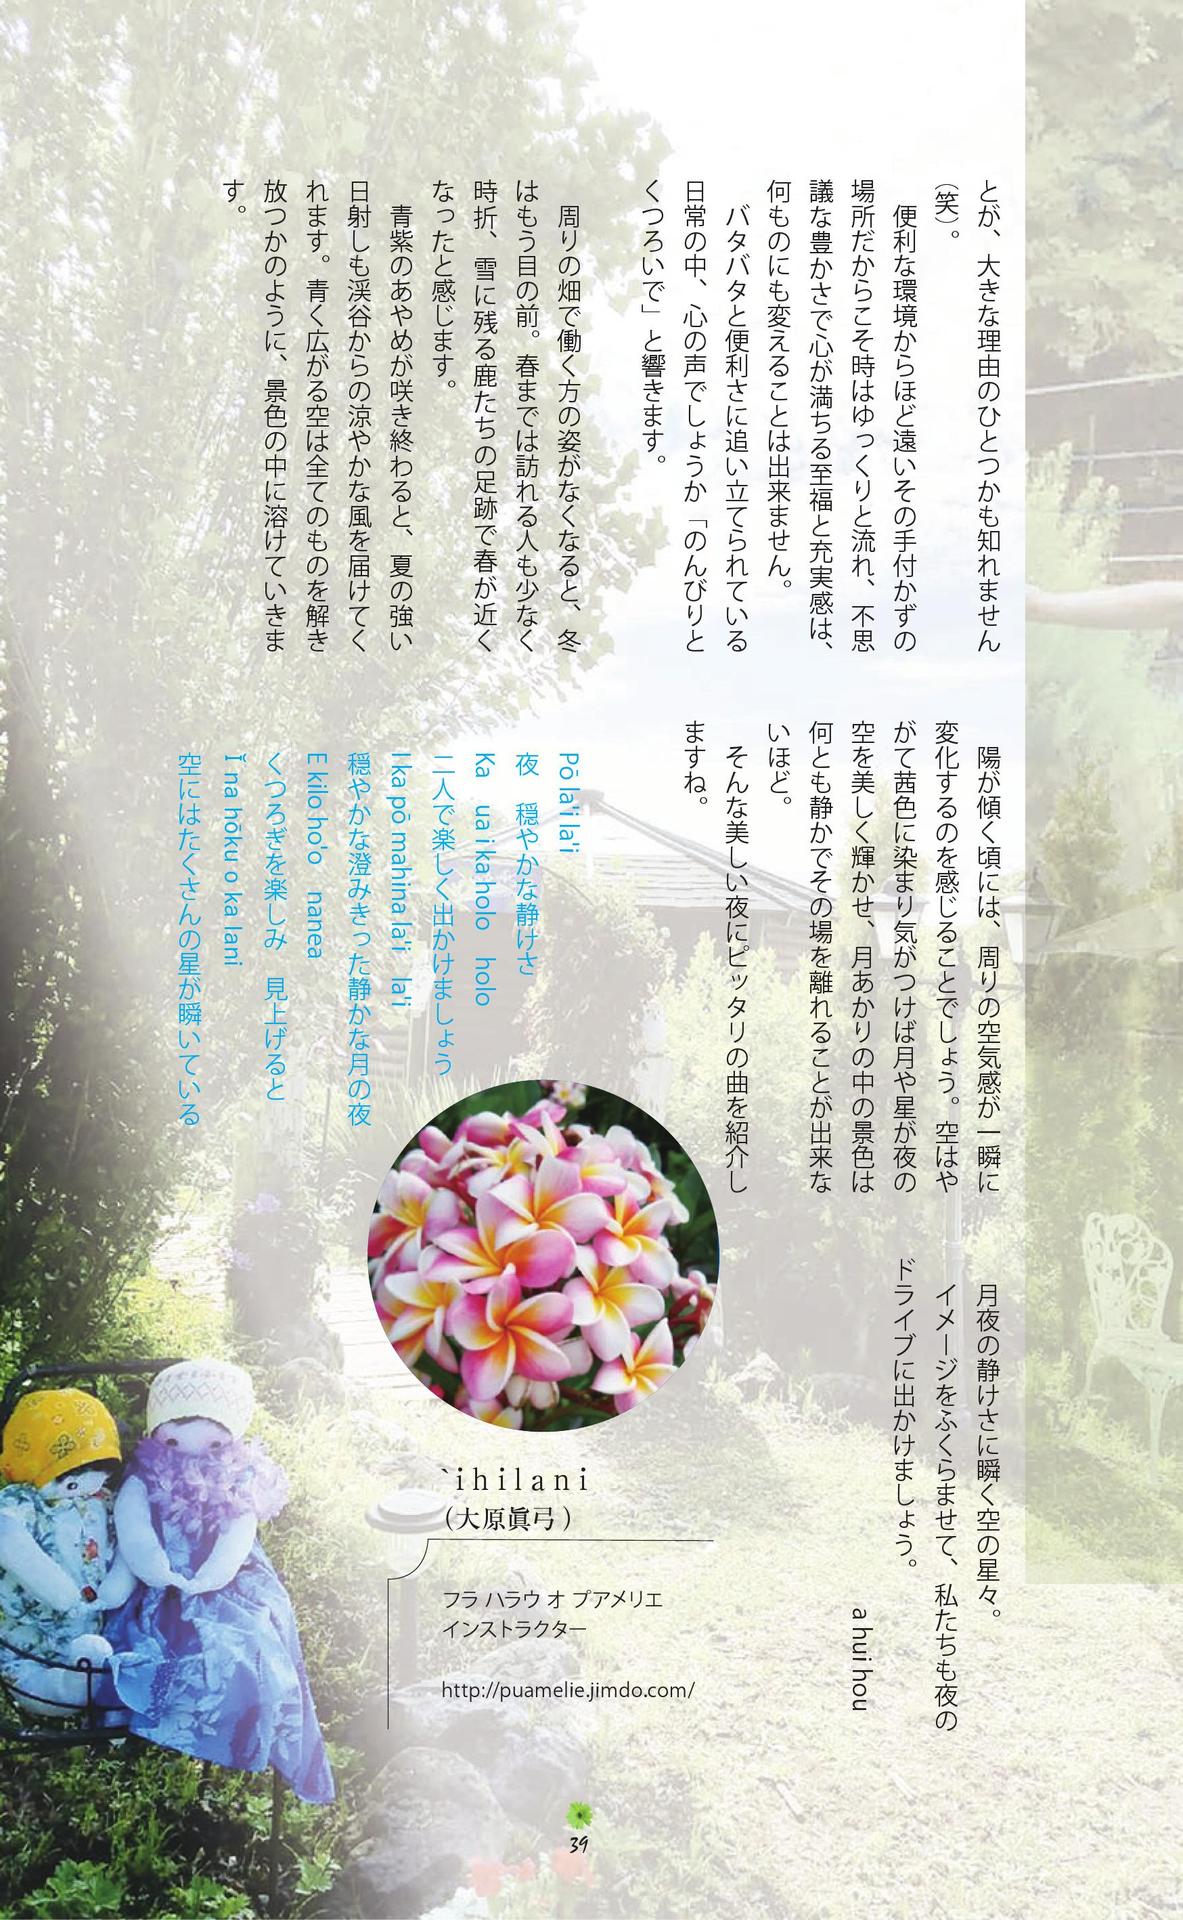 とが、大きな理由のひとつかも知れません
（笑）。
便利な環境からほど遠いその手付かずの
場所だからこそ時はゆっくりと流れ、不思
議な豊かさで心が満ちる至福と充実感は、
何ものにも変えることは出来ません。
バタバタと便利さに追い立てられている
日常の中、心の声でしょうか「のんびりと
くつろいで」と響きます。
周りの畑で働く方の姿がなくなると、冬
はもう目の前。春までは訪れる人も少なく
時折、雪に残る鹿たちの足跡で春が近く
なったと感じます。
青紫のあやめが咲き終わると、夏の強い
日射しも渓谷からの涼やかな風を届けてく
れます。青く広がる空は全てのものを解き
放つかのように、景色の中に溶けていきま
す。
陽が傾く頃には、周りの空気感が一瞬に
変化するのを感じることでしょう。空はや
がて茜色に染まり気がつけば月や星が夜の
空を美しく輝かせ、月あかりの中の景色は
何とも静かでその場を離れることが出来な
いほど。
そんな美しい夜にピッタリの曲を紹介し
ますね。
Pō la'i la'i
夜　穏やかな静けさ
Ka　ua i ka holo　holo
二人で楽しく出かけましょう
I ka pō mahina la'i　la'i
穏やかな澄みきった静かな月の夜
E kilo ho'o　nanea
くつろぎを楽しみ　見上げると
Ǐ na hōku o ka lani
空にはたくさんの星が瞬いている
月夜の静けさに瞬く空の星々。
イメージをふくらませて、私たちも夜の
ドライブに出かけましょう。
a hui hou
`ihilani
（大原眞弓）
フラ ハラウ オ プアメリエ
インストラクター
http://puamelie.jimdo.com/
39